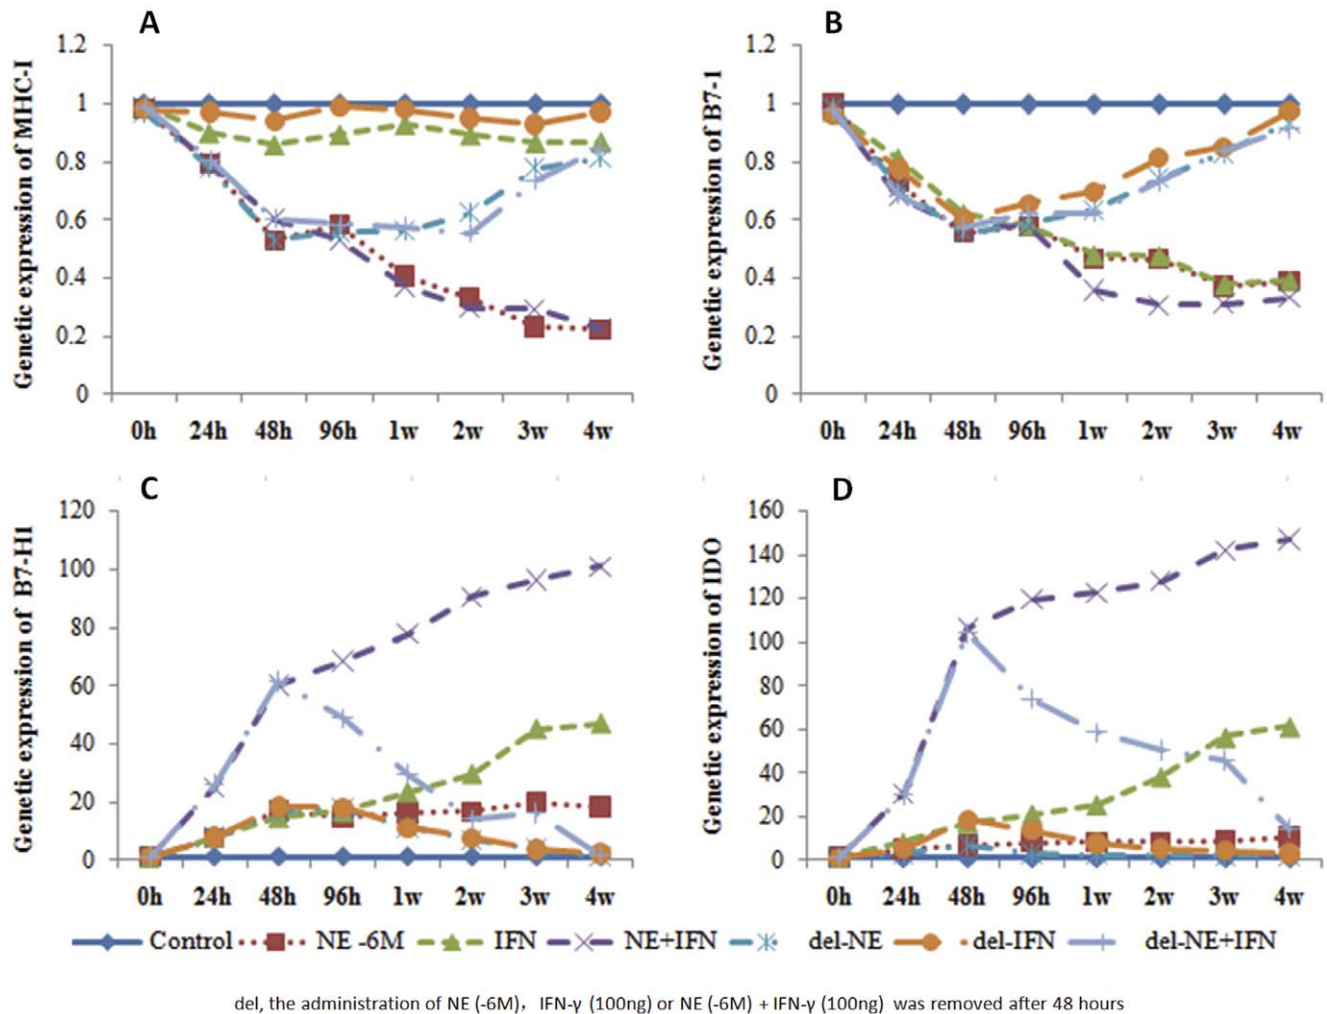 A
Genetic expression of MHC-I
1.2
1
0.8
0.6
0.4
0.2
0
0h 24h 48h 96h 1w 2w 3w 4w
B
Genetic expression of B7-1
1.2
1
0.8
0.6
0.4
0.2
0
0h 24h 48h 96h 1w 2w 3w 4w
C
Genetic expression of B7-H1
120
100
80
60
40
20
0
0h 24h 48h 96h 1w 2w 3w 4w
D
Genetic expression of IDO
160
140
120
100
80
60
40
20
0
0h 24h 48h 96h 1w 2w 3w 4w
Control NE -6M IFN NE+IFN del-NE del-IFN del-NE+IFN
del, the administration of NE (-6M)， IFN-γ (100ng) or NE (-6M) + IFN-γ (100ng) was removed after 48 hours